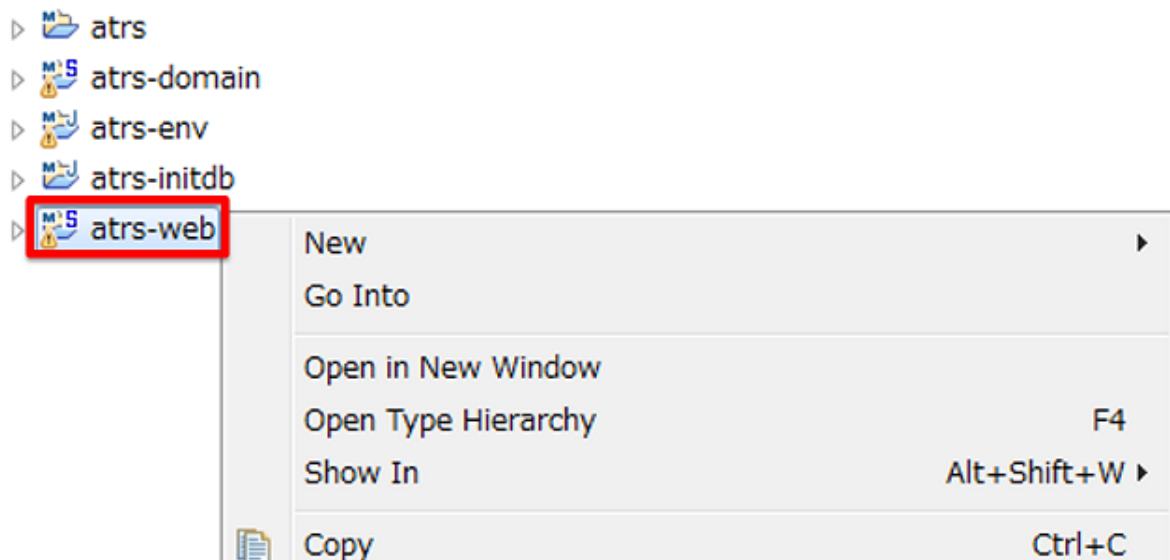 atrs
atrs-domain
atrs-env
atrs-initdb
atrs-web
New
Go Into
Open in New Window
Open Type Hierarchy F4
Show In Alt+Shift+W
Copy Ctrl+C